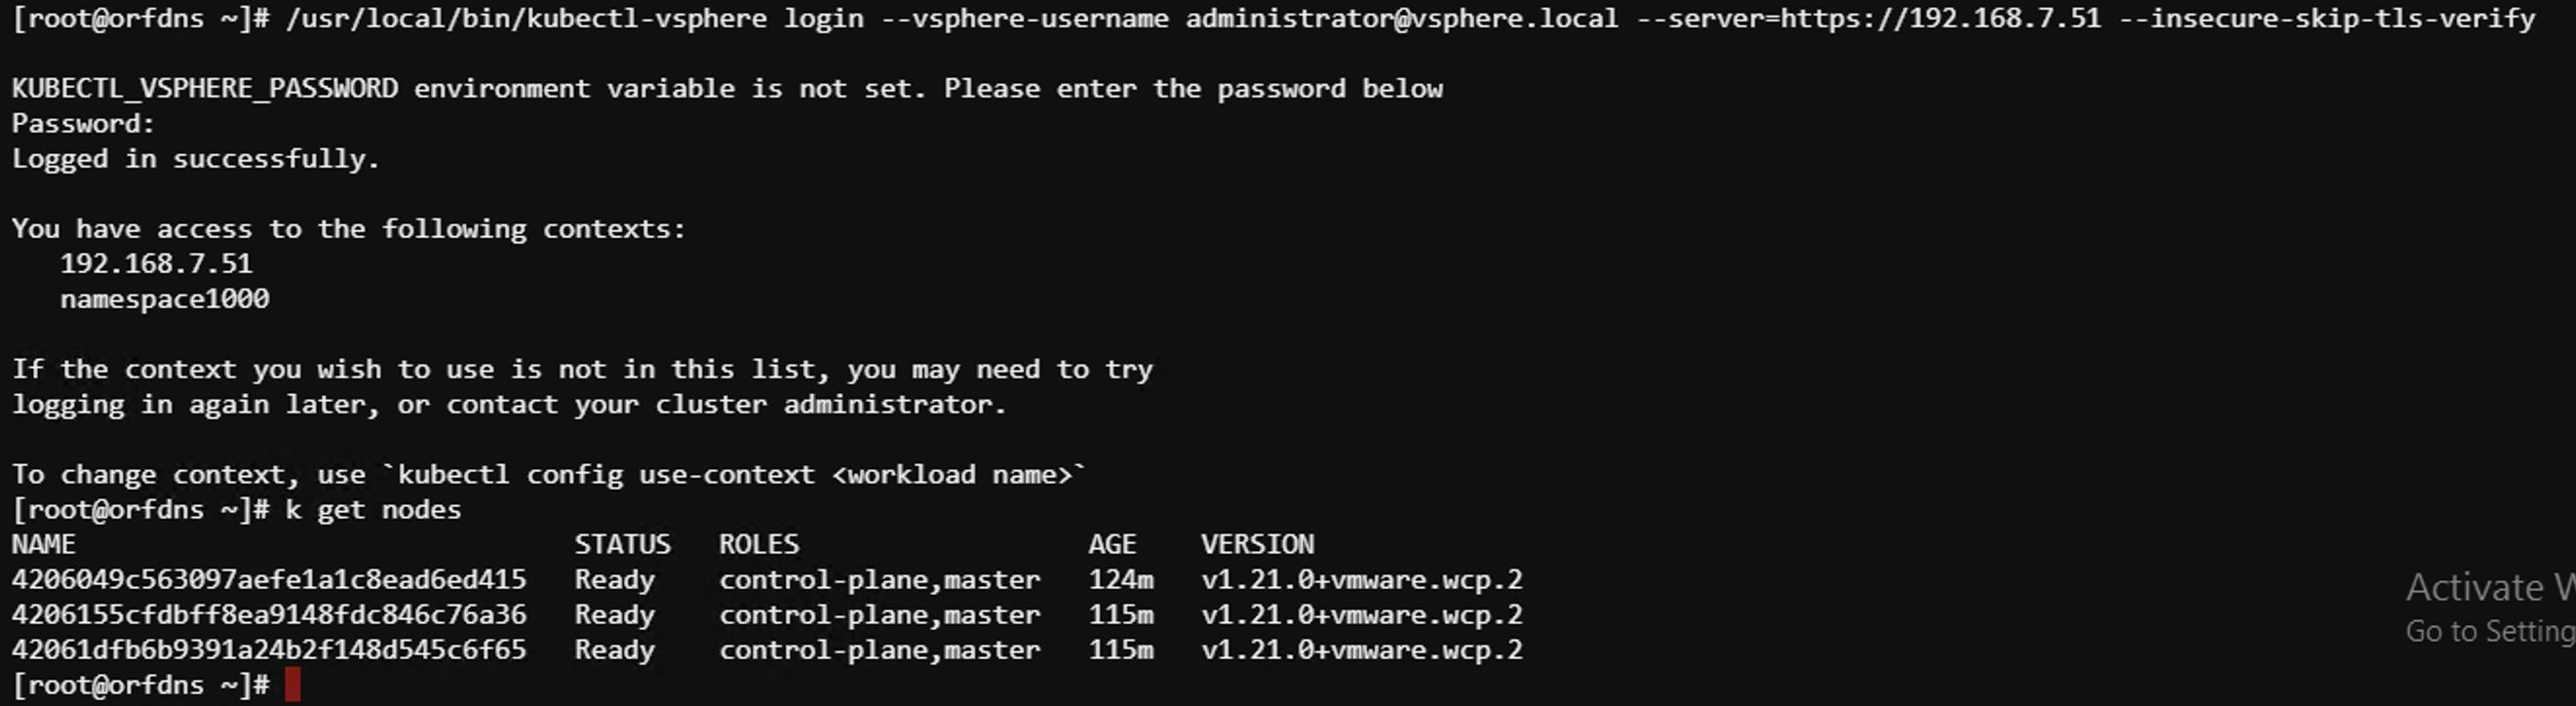 [root@orfdns ~]# /usr/local/bin/kubectl-vsphere login --vsphere-username administrator@vsphere.local --server=https://192.168.7.51 --insecure-skip-tls-verify
KUBECTL_VSPHERE_PASSWORD environment variable is not set. Please enter the password below
Password:
Logged in successfully.
You have access to the following contexts:
   192.168.7.51
   namespace1000
If the context you wish to use is not in this list, you may need to try
logging in again later, or contact your cluster administrator.
To change context, use `kubectl config use-context <workload name>`
[root@orfdns ~]# k get nodes
NAME                               STATUS   ROLES                  AGE    VERSION
4206049c563097aefe1a1c8ead6ed415   Ready    control-plane,master   124m   v1.21.0+vmware.wcp.2
4206155cfdbff8ea9148fdc846c76a36   Ready    control-plane,master   115m   v1.21.0+vmware.wcp.2
42061dfb6b9391a24b2f148d545c6f65   Ready    control-plane,master   115m   v1.21.0+vmware.wcp.2
[root@orfdns ~]#
Activate W
Go to Setting